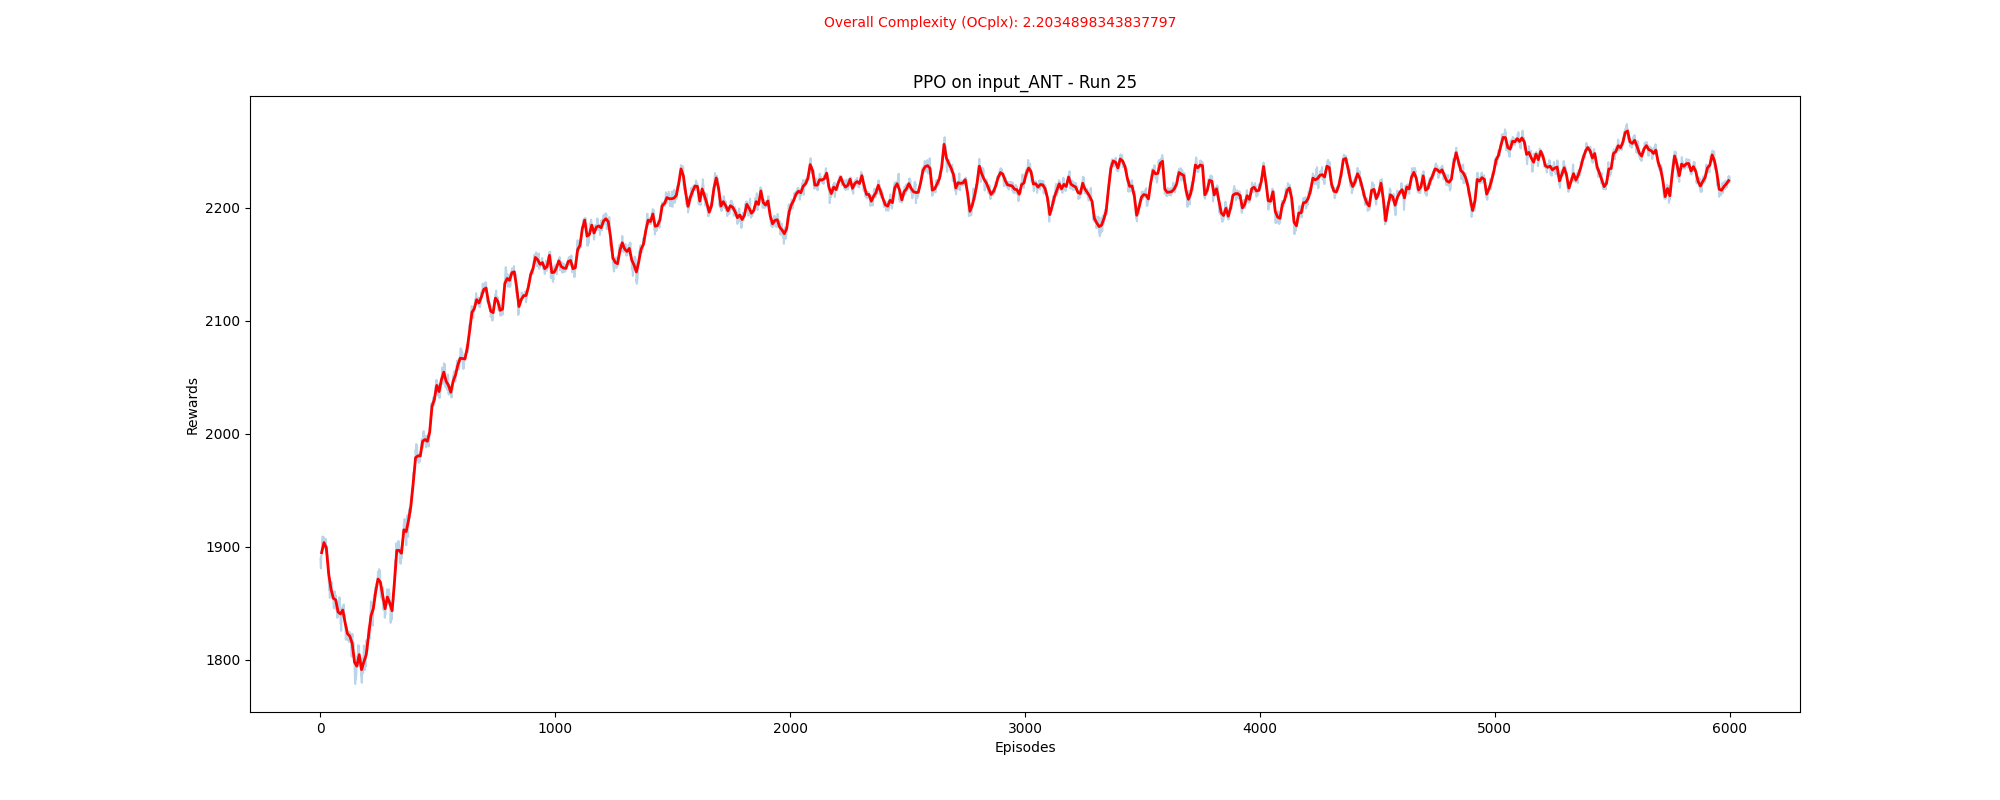 Overall Complexity (OCplx): 2.2034898343837797
PPO on input_ANT - Run 25
2200
2100
2000
1900
1800
Rewards
0 1000 2000 3000 4000 5000 6000
Episodes